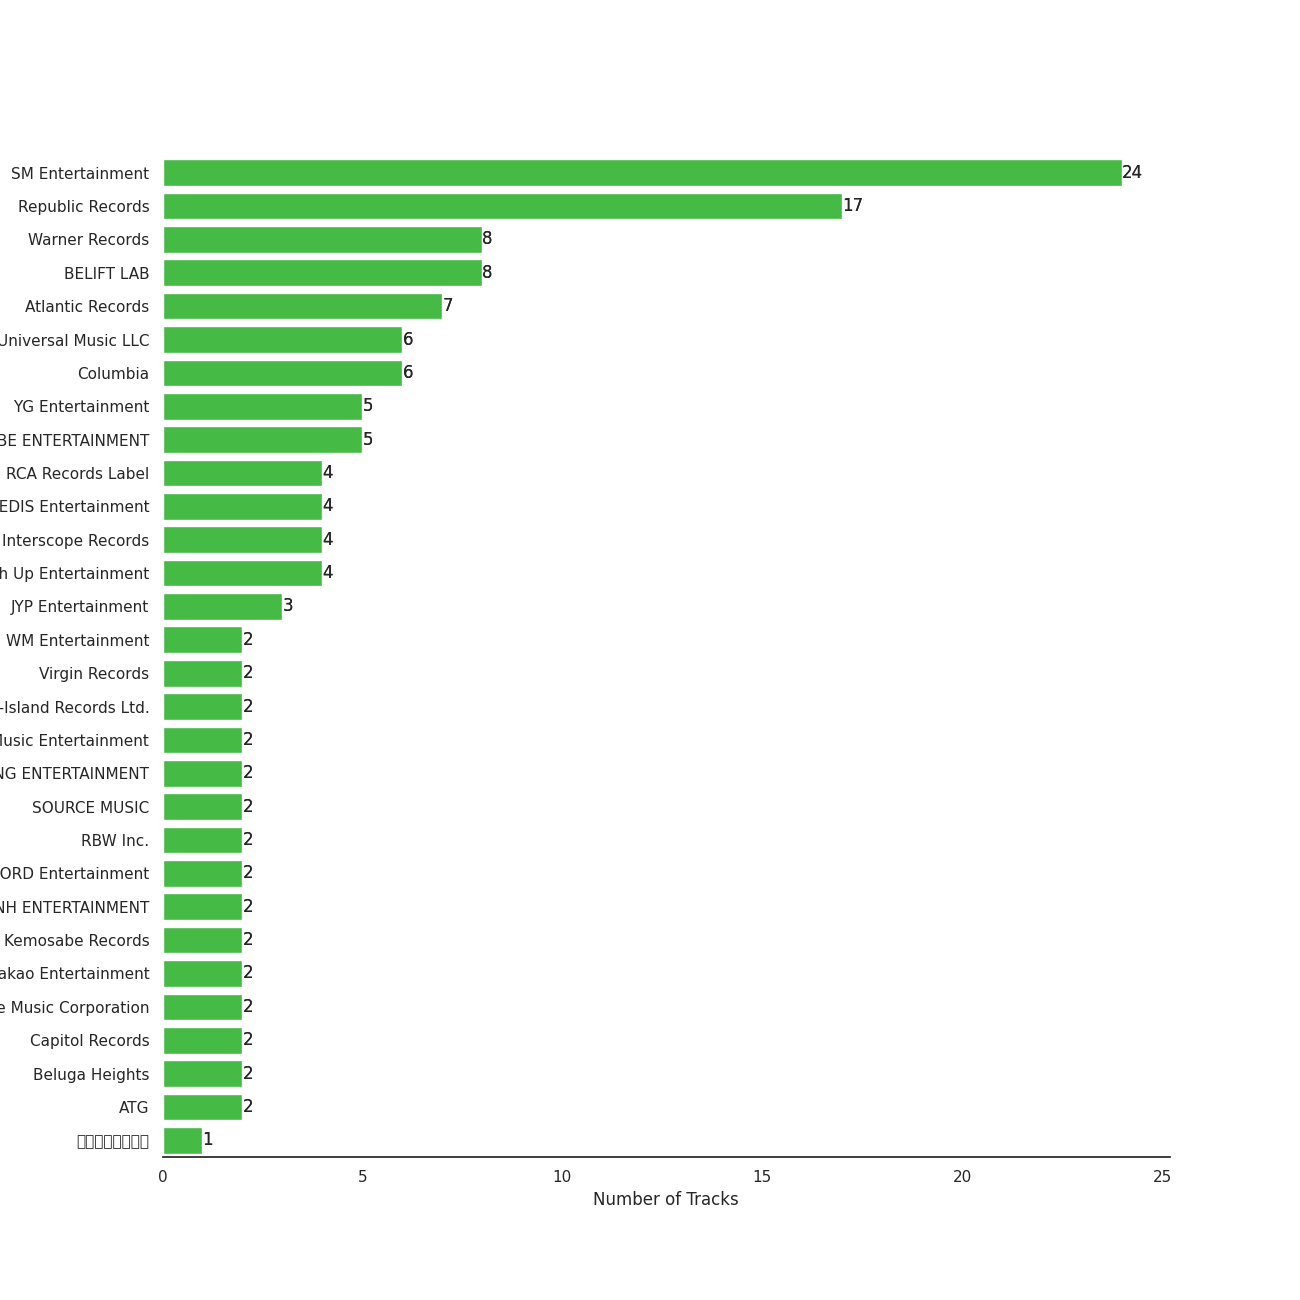 SM Entertainment 24
Republic Records 17
Warner Records 8
BELIFT LAB 8
Atlantic Records 7
Universal Music LLC 6
Columbia 6
YG Entertainment 5
BE ENTERTAINMENT 5
RCA Records Label 4
EDIS Entertainment 4
Interscope Records 4
h Up Entertainment 4
JYP Entertainment 3
WM Entertainment 2
Virgin Records 2
-Island Records Ltd. 2
Music Entertainment 2
NG ENTERTAINMENT 2
SOURCE MUSIC 2
RBW Inc. 2
ORD Entertainment 2
NH ENTERTAINMENT 2
Kemosabe Records 2
akao Entertainment 2
e Music Corporation 2
Capitol Records 2
Beluga Heights 2
ATG 2
1
0 5 10 15 20 25
Number of Tracks